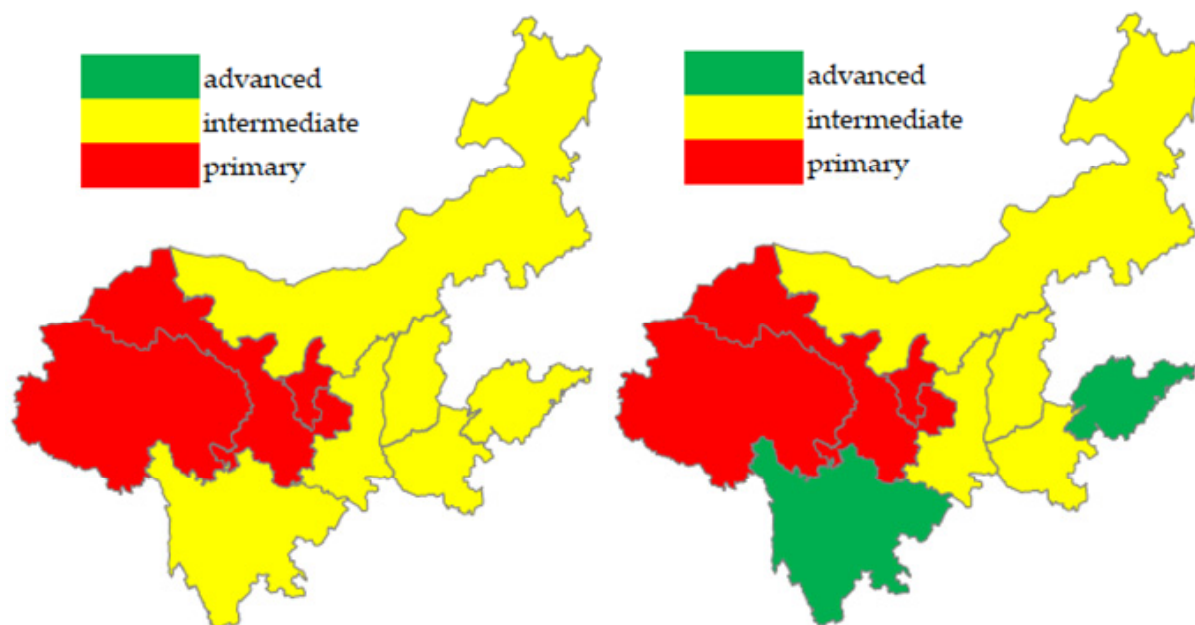 advanced
intermediate
primary
advanced
intermediate
primary